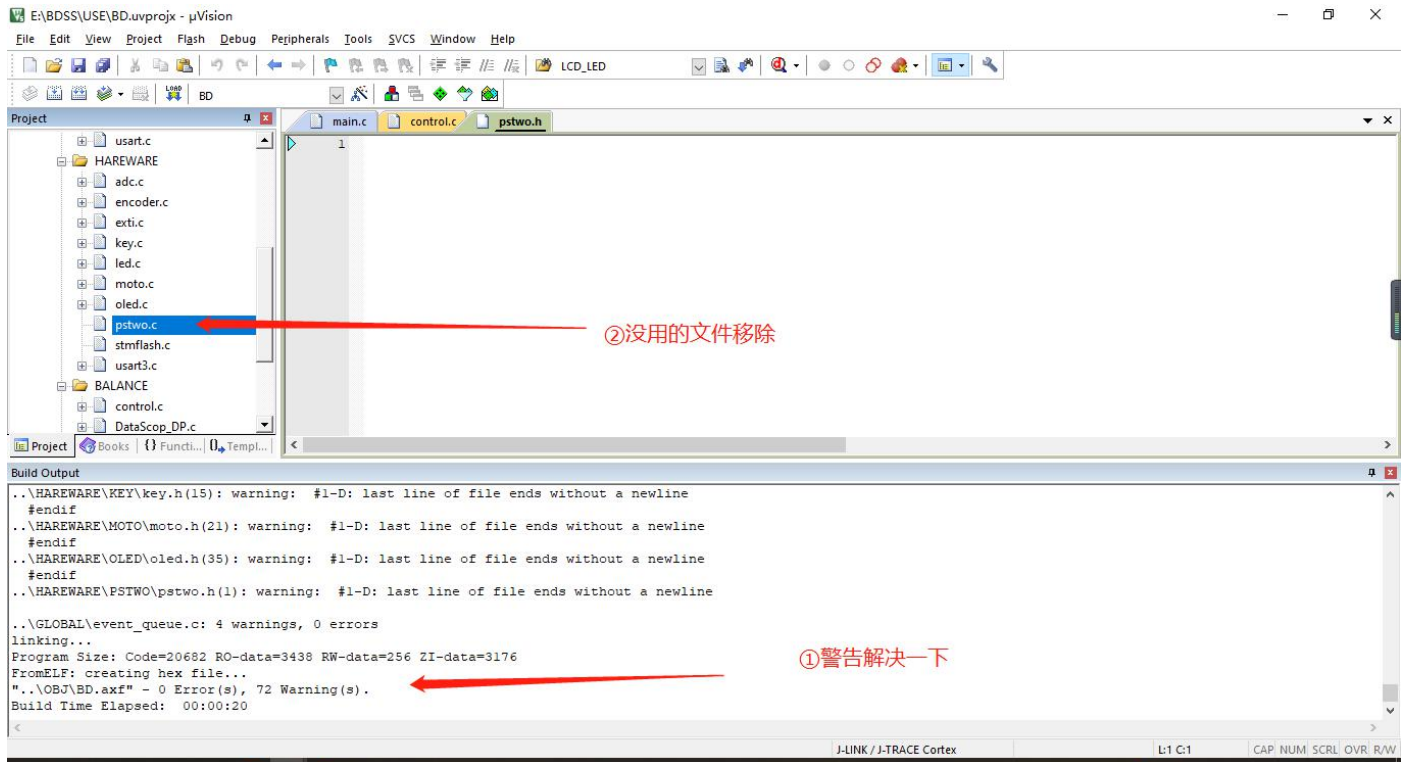 E:\BDSS\USE\BD.uvprojx - µVision
File Edit View Project Flash Debug Peripherals Tools SVCS Window Help
LCD_LED
LOAD BD
Project
main.c control.c pstwo.h
usart.c
1
HAREWARE
adc.c
encoder.c
exti.c
key.c
led.c
moto.c
oled.c
pstwo.c
②没用的文件移除
stmflash.c
usart3.c
BALANCE
control.c
DataScop_DP.c
Project Books {} Functi... Templ...
Build Output
..\HAREWARE\KEY\key.h(15): warning:  #1-D: last line of file ends without a newline
#endif
..\HAREWARE\MOTO\moto.h(21): warning:  #1-D: last line of file ends without a newline
#endif
..\HAREWARE\OLED\oled.h(35): warning:  #1-D: last line of file ends without a newline
#endif
..\HAREWARE\PSTWO\pstwo.h(1): warning:  #1-D: last line of file ends without a newline
..\GLOBAL\event_queue.c: 4 warnings, 0 errors
linking...
Program Size: Code=20682 RO-data=3438 RW-data=256 ZI-data=3176
FromELF: creating hex file...
"..\OBJ\BD.axf" - 0 Error(s), 72 Warning(s).
Build Time Elapsed:  00:00:20
①警告解决一下
J-LINK / J-TRACE Cortex L:1 C:1 CAP NUM SCRL OVR R/W